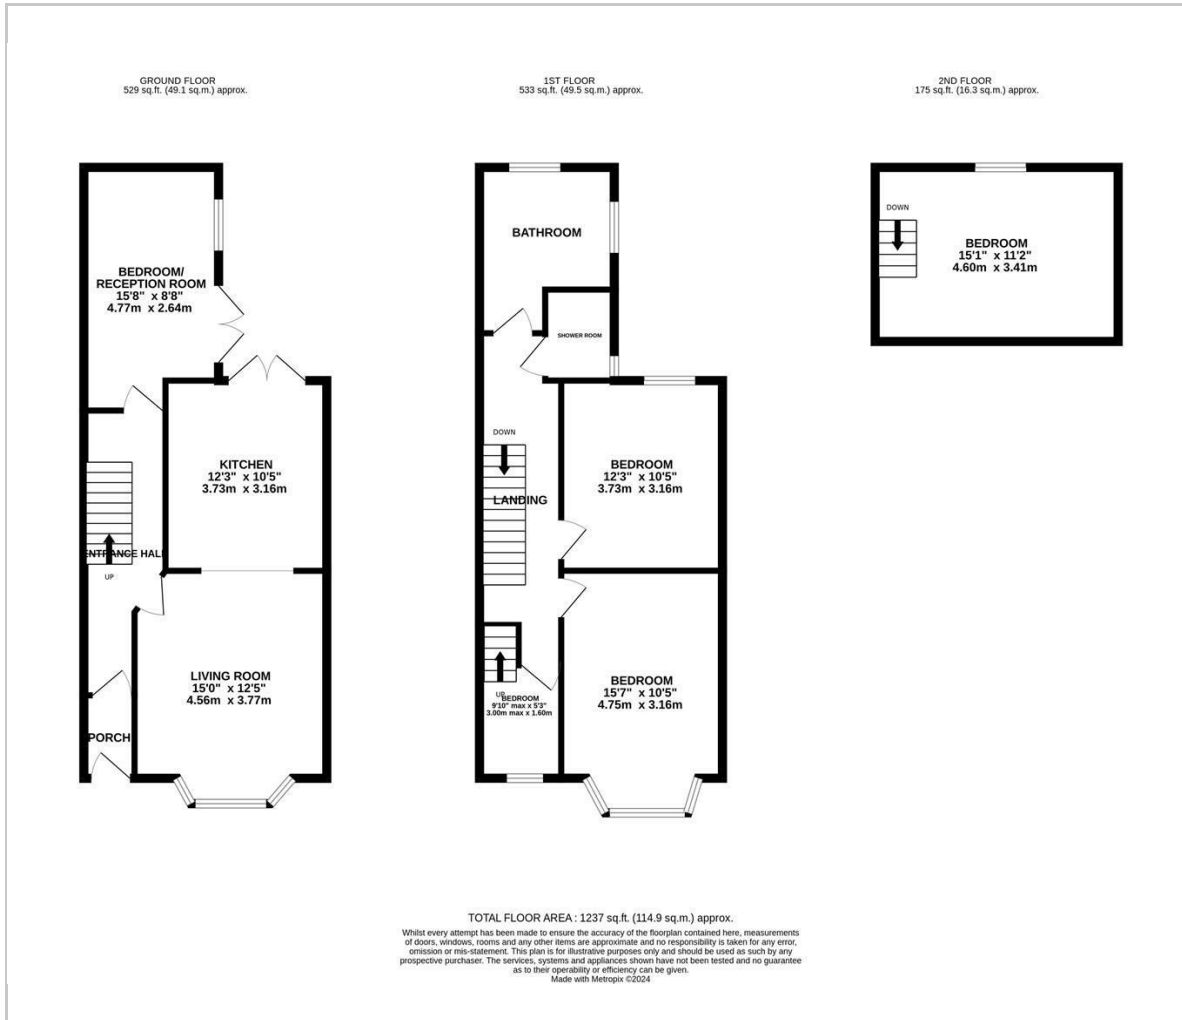 GROUND FLOOR
529 sq.ft. (49.1 sq.m.) approx.
1ST FLOOR
533 sq.ft. (49.5 sq.m.) approx.
2ND FLOOR
175 sq.ft. (16.3 sq.m.) approx.
BEDROOM/
RECEPTION ROOM
15'8" x 8'8"
4.77m x 2.64m
KITCHEN
12'3" x 10'5"
3.73m x 3.16m
ENTRANCE HALL
UP
LIVING ROOM
15'0" x 12'5"
4.56m x 3.77m
PORCH
BATHROOM
SHOWER ROOM
DOWN
LANDING
BEDROOM
12'3" x 10'5"
3.73m x 3.16m
BEDROOM
15'7" x 10'5"
4.75m x 3.16m
UP
BEDROOM
9'10" max x 5'3"
3.00m max x 1.60m
DOWN
BEDROOM
15'1" x 11'2"
4.60m x 3.41m
TOTAL FLOOR AREA : 1237 sq.ft. (114.9 sq.m.) approx.
Whilst every attempt has been made to ensure the accuracy of the floorplan contained here, measurements
of doors, windows, rooms and any other items are approximate and no responsibility is taken for any error,
omission or mis-statement. This plan is for illustrative purposes only and should be used as such by any
prospective purchaser. The services, systems and appliances shown have not been tested and no guarantee
as to their operability or efficiency can be given.
Made with Metropix ©2024